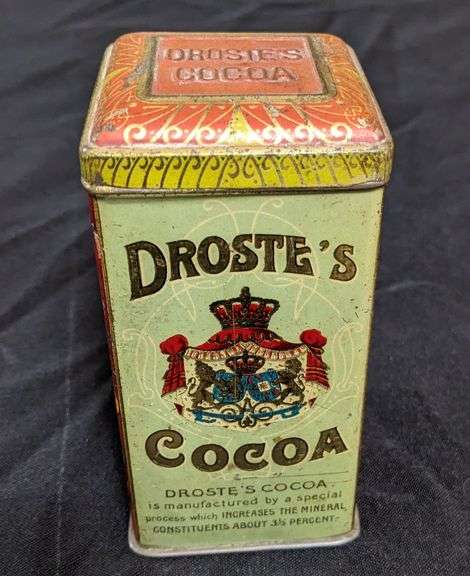 DROSTE'S
COCOA
DROSTE'S
COCOA
DROSTE'S COCOA.
is manufactured by a special
process which INCREASES THE MINERAL
CONSTITUENTS ABOUT 3½ PERCENT.